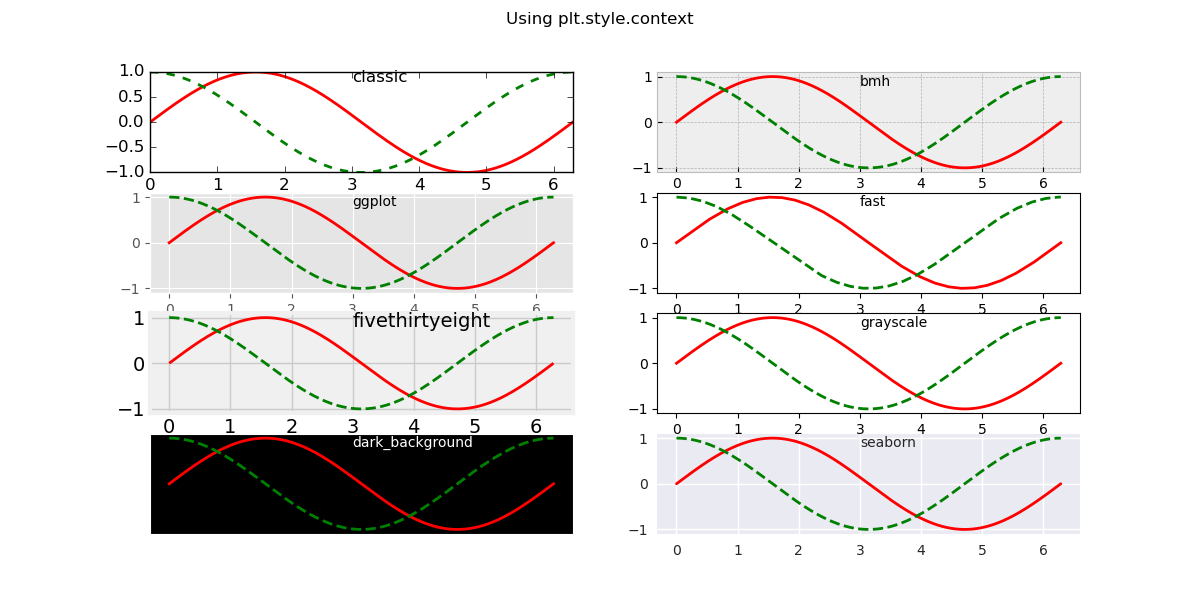 Using plt.style.context
classic
1.0
0.5
0.0
−0.5
−1.0
0 1 2 3 4 5 6
bmh
1
0
−1
0 1 2 3 4 5 6
ggplot
1
0
−1
0 1 2 3 4 5 6
fast
1
0
−1
0 1 2 3 4 5 6
fivethirtyeight
1
0
−1
0 1 2 3 4 5 6
grayscale
1
0
−1
0 1 2 3 4 5 6
dark_background
seaborn
1
0
−1
0 1 2 3 4 5 6